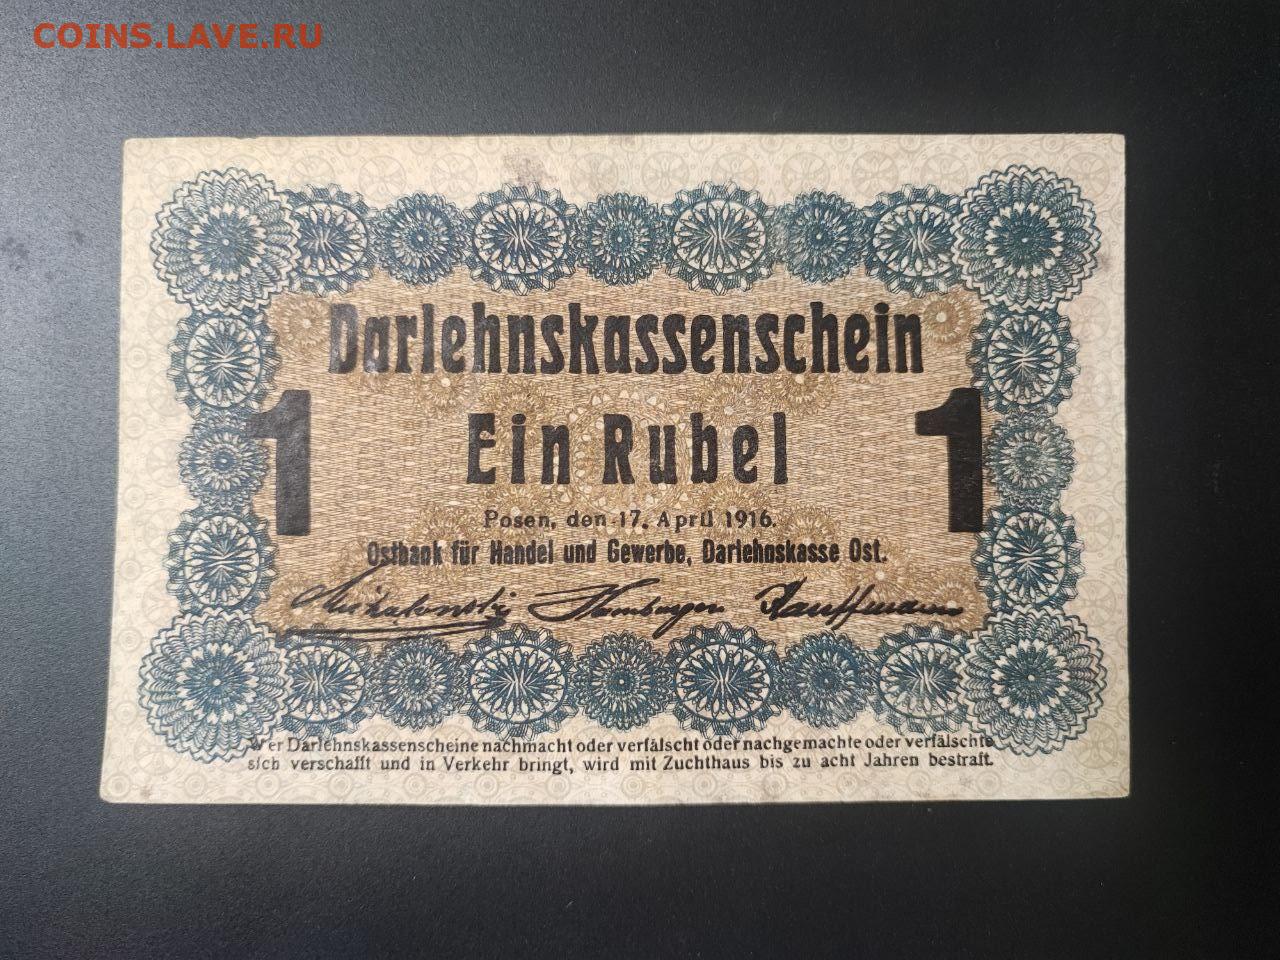 COINS.LAVE.RU
Darlehnskassenschein
1 Ein Rubel 1
Posen, den 17. April 1916.
Ostbank für Handel und Gewerbe, Darlehnskasse Ost.
Hamburger Kauffmann
Wer Darlehnskassenscheine nachmacht oder verfälscht oder nachgemachte oder verfälschte
sich verschafft und in Verkehr bringt, wird mit Zuchthaus bis zu acht Jahren bestraft.